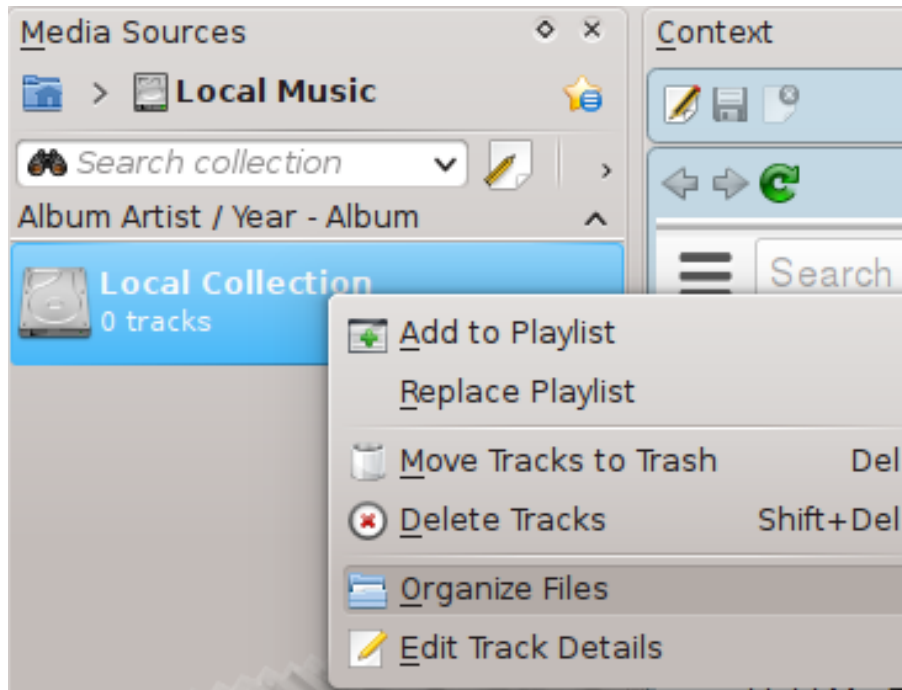 Media Sources
Context
> Local Music
Search collection
Album Artist / Year - Album
Search
Local Collection
0 tracks
Add to Playlist
Replace Playlist
Move Tracks to Trash Del
Delete Tracks Shift+Del
Organize Files
Edit Track Details